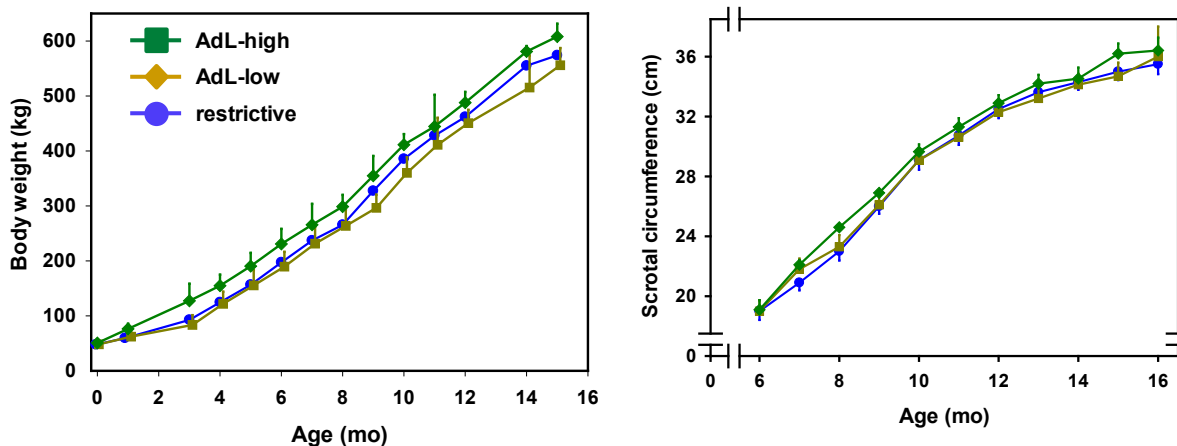 AdL-high
AdL-low
restrictive
Body weight (kg)
600
500
400
300
200
100
0
0 2 4 6 8 10 12 14 16
Age (mo)
Scrotal circumference (cm)
36
32
28
24
20
0
0 6 8 10 12 14 16
Age (mo)